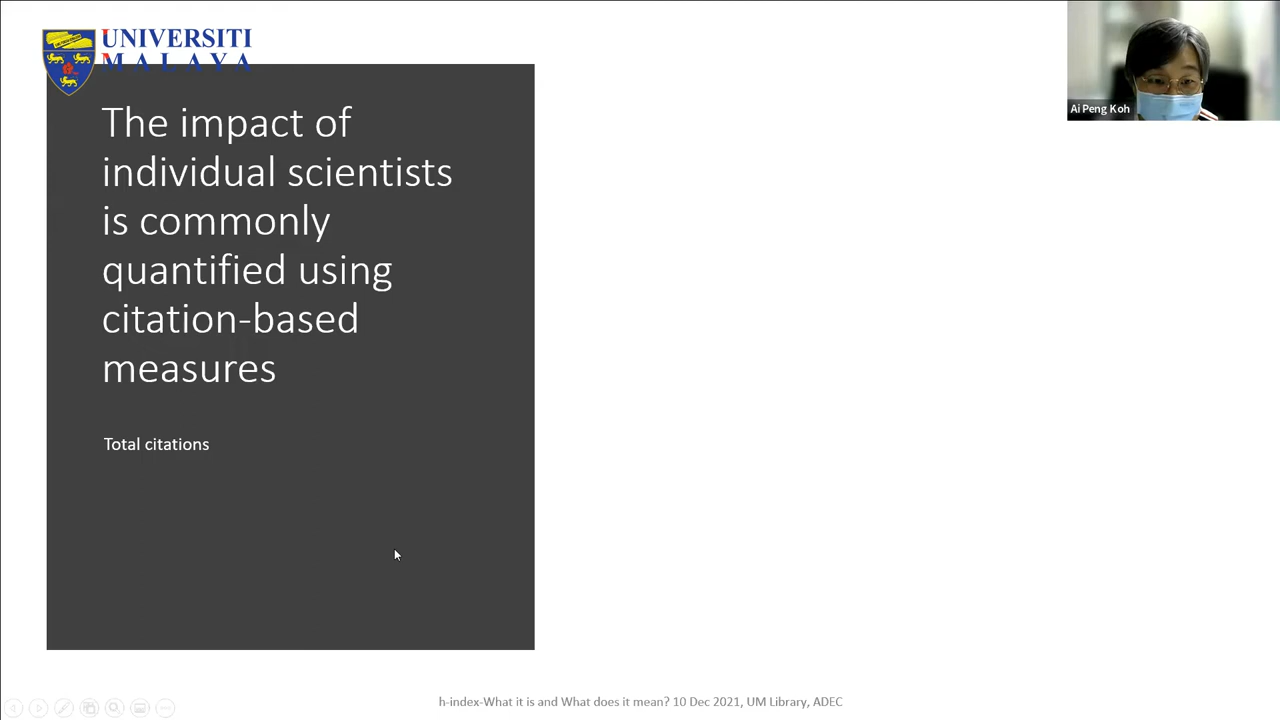 UNIVERSITI
MALAYA
The impact of
individual scientists
is commonly
quantified using
citation-based
measures
Total citations
Ai Peng Koh
h-index-What it is and What does it mean? 10 Dec 2021, UM Library, ADEC